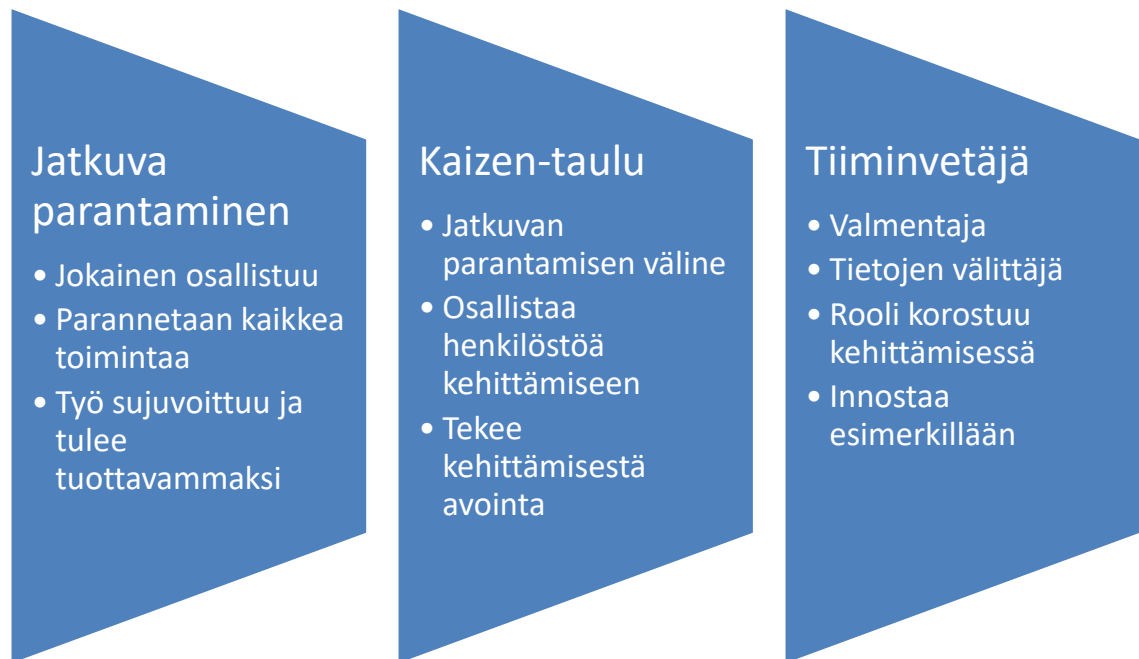 Jatkuva
parantaminen
• Jokainen osallistuu
• Parannetaan kaikkea
toimintaa
• Työ sujuvoittuu ja
tulee
tuottavammaksi
Kaizen-taulu
• Jatkuvan
parantamisen väline
• Osallistaa
henkilöstöä
kehittämiseen
• Tekee
kehittämisestä
avointa
Tiiminvetäjä
• Valmentaja
• Tietojen välittäjä
• Rooli korostuu
kehittämisessä
• Innostaa
esimerkillään